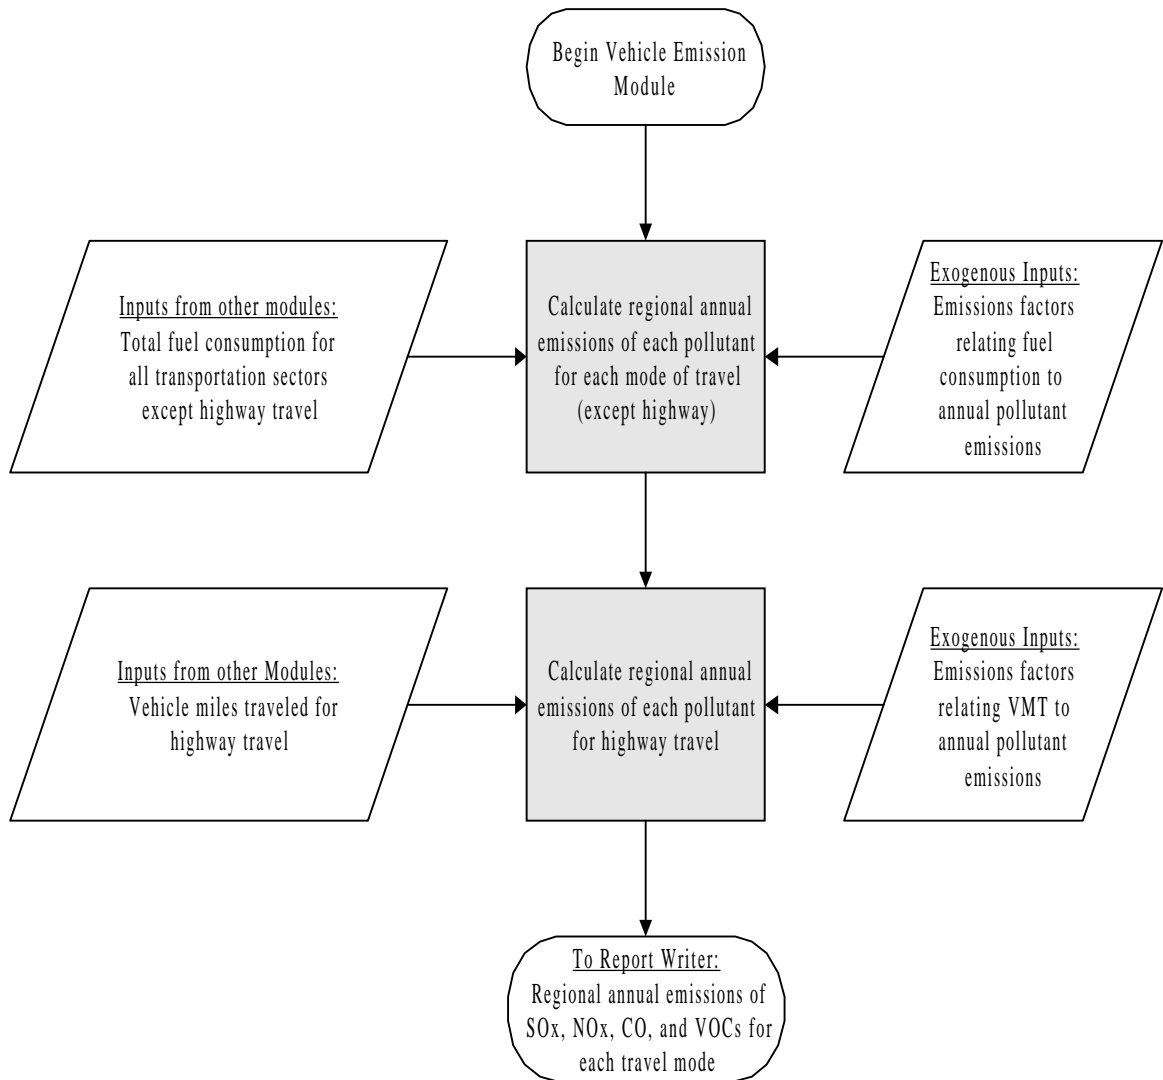 Begin Vehicle Emission
Module
Inputs from other modules:
Total fuel consumption for
all transportation sectors
except highway travel
Calculate regional annual
emissions of each pollutant
for each mode of travel
(except highway)
Exogenous Inputs:
Emissions factors
relating fuel
consumption to
annual pollutant
emissions
Inputs from other Modules:
Vehicle miles traveled for
highway travel
Calculate regional annual
emissions of each pollutant
for highway travel
Exogenous Inputs:
Emissions factors
relating VMT to
annual pollutant
emissions
To Report Writer:
Regional annual emissions of
SOx, NOx, CO, and VOCs for
each travel mode